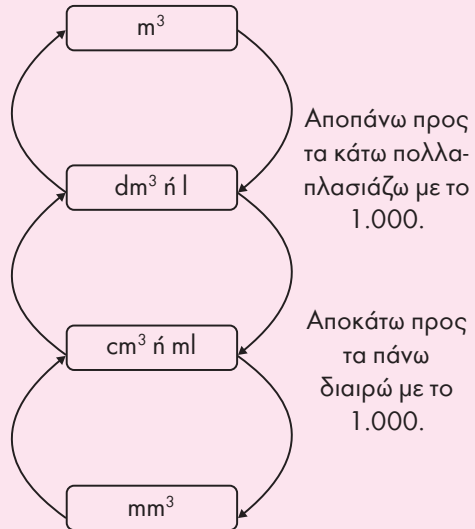 m³
dm³ ή l
Αποπάνω προς
τα κάτω πολλα-
πλασιάζω με το
1.000.
cm³ ή ml
Αποκάτω προς
τα πάνω
διαιρώ με το
1.000.
mm³